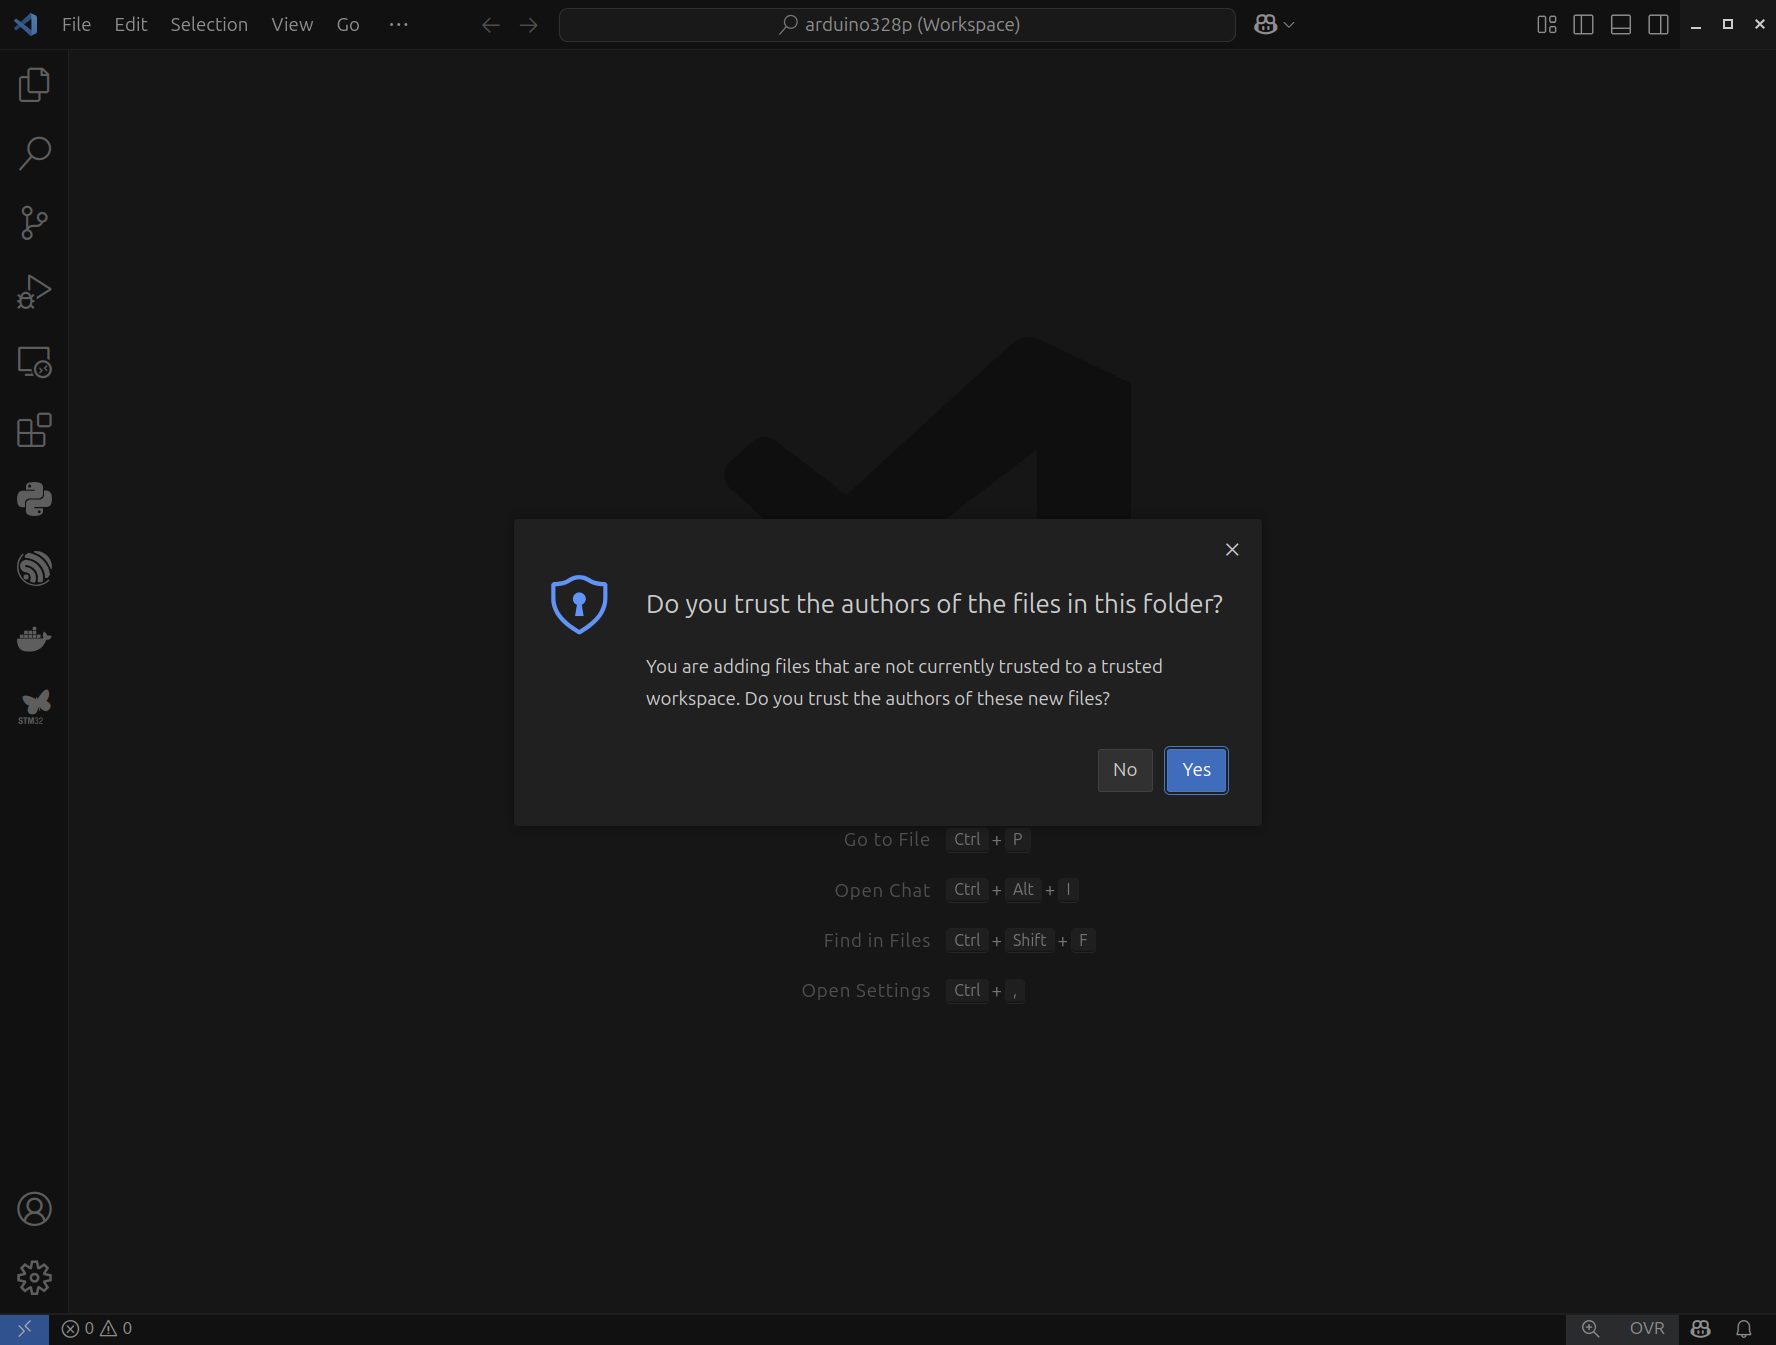 File Edit Selection View Go ···
arduino328p (Workspace)
STM32
Do you trust the authors of the files in this folder?
You are adding files that are not currently trusted to a trusted
workspace. Do you trust the authors of these new files?
No Yes
Go to File Ctrl + P
Open Chat Ctrl + Alt + I
Find in Files Ctrl + Shift + F
Open Settings Ctrl + ,
0 0 OVR